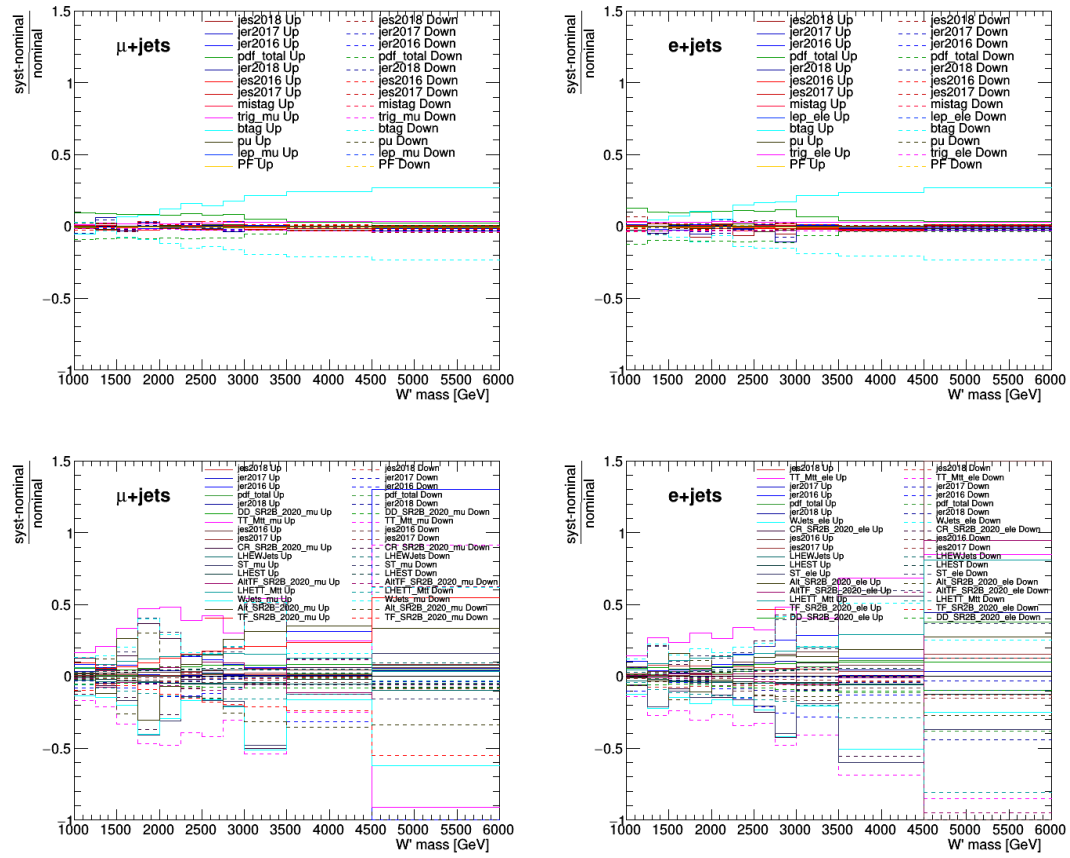 syst-nominal
nominal
1.5
1
0.5
0
−0.5
−1
μ+jets
jes2018 Up jes2018 Down
jer2017 Up jer2017 Down
jer2016 Up jer2016 Down
pdf_total Up pdf_total Down
jer2018 Up jer2018 Down
jes2016 Up jes2016 Down
jes2017 Up jes2017 Down
mistag Up mistag Down
trig_mu Up trig_mu Down
btag Up btag Down
pu Up pu Down
lep_mu Up lep_mu Down
PF Up PF Down
1000 1500 2000 2500 3000 3500 4000 4500 5000 5500 6000
W' mass [GeV]
syst-nominal
nominal
1.5
1
0.5
0
−0.5
−1
e+jets
jes2018 Up jes2018 Down
jer2017 Up jer2017 Down
jer2016 Up jer2016 Down
pdf_total Up pdf_total Down
jer2018 Up jer2018 Down
jes2016 Up jes2016 Down
jes2017 Up jes2017 Down
mistag Up mistag Down
lep_ele Up lep_ele Down
btag Up btag Down
pu Up pu Down
trig_ele Up trig_ele Down
PF Up PF Down
1000 1500 2000 2500 3000 3500 4000 4500 5000 5500 6000
W' mass [GeV]
syst-nominal
nominal
1.5
1
0.5
0
−0.5
−1
μ+jets
jes2018 Up jes2018 Down
jer2017 Up jer2017 Down
jer2016 Up jer2016 Down
pdf_total Up pdf_total Down
jer2018 Up jer2018 Down
DD_SR2B_2020_mu Up DD_SR2B_2020_mu Down
TT_Mtt_mu Up TT_Mtt_mu Down
jes2016 Up jes2016 Down
jes2017 Up jes2017 Down
CR_SR2B_2020_mu Up CR_SR2B_2020_mu Down
LHEWJets Up LHEWJets Down
ST_mu Up ST_mu Down
LHEST Up LHEST Down
AltTF_SR2B_2020_mu Up AltTF_SR2B_2020_mu Down
LHETT_Mtt Up LHETT_Mtt Down
WJets_mu Up WJets_mu Down
Alt_SR2B_2020_mu Up Alt_SR2B_2020_mu Down
TF_SR2B_2020_mu Up TF_SR2B_2020_mu Down
1000 1500 2000 2500 3000 3500 4000 4500 5000 5500 6000
W' mass [GeV]
syst-nominal
nominal
1.5
1
0.5
0
−0.5
−1
e+jets
jes2018 Up jes2018 Down
TT_Mtt_ele Up TT_Mtt_ele Down
jer2017 Up jer2017 Down
jer2016 Up jer2016 Down
pdf_total Up pdf_total Down
jer2018 Up jer2018 Down
WJets_ele Up WJets_ele Down
CR_SR2B_2020_ele Up CR_SR2B_2020_ele Down
jes2016 Up jes2016 Down
jes2017 Up jes2017 Down
LHEWJets Up LHEWJets Down
LHEST Up LHEST Down
ST_ele Up ST_ele Down
Alt_SR2B_2020_ele Up Alt_SR2B_2020_ele Down
AltTF_SR2B_2020_ele Up AltTF_SR2B_2020_ele Down
LHETT_Mtt Up LHETT_Mtt Down
TF_SR2B_2020_ele Up TF_SR2B_2020_ele Down
DD_SR2B_2020_ele Up DD_SR2B_2020_ele Down
1000 1500 2000 2500 3000 3500 4000 4500 5000 5500 6000
W' mass [GeV]